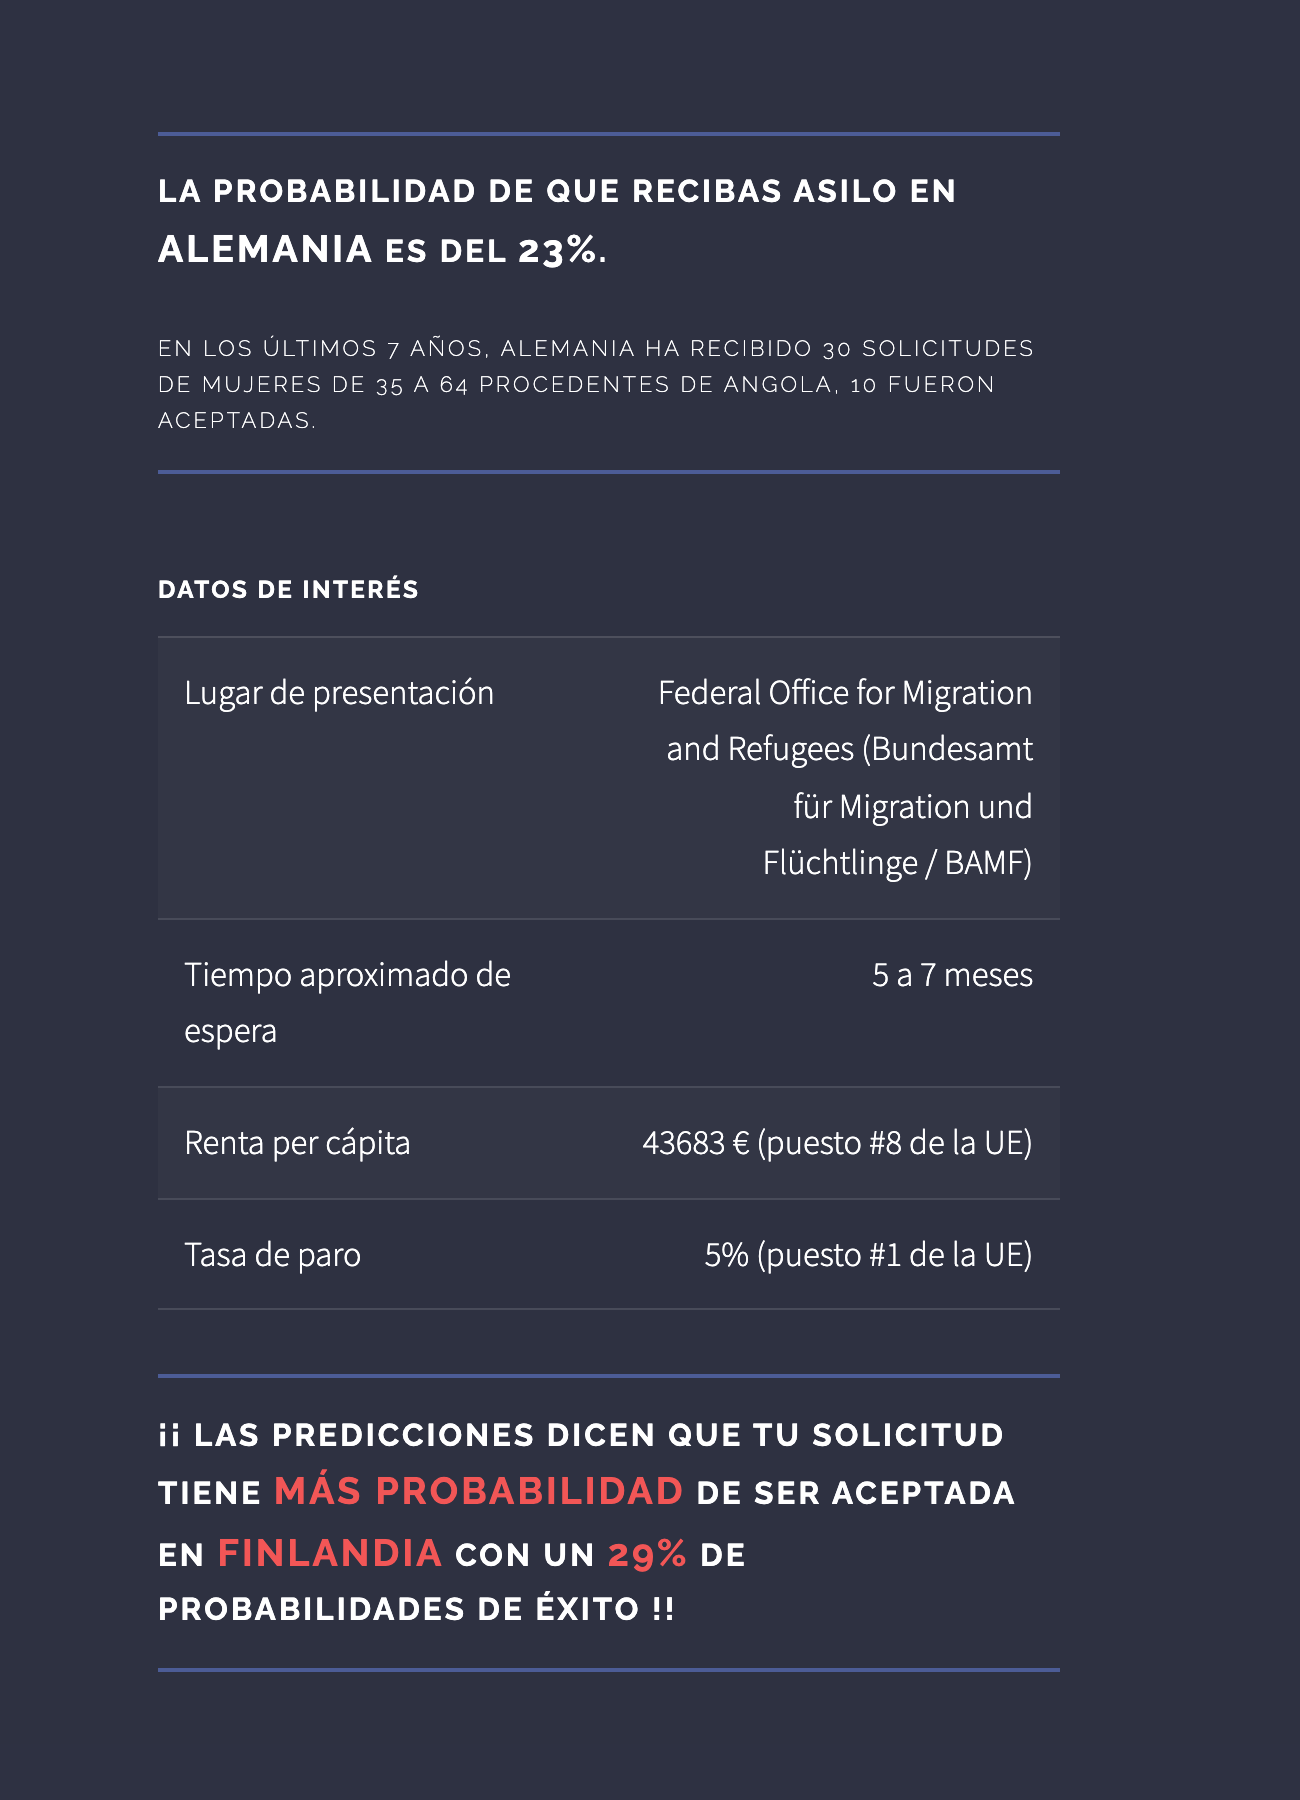 LA PROBABILIDAD DE QUE RECIBAS ASILO EN
ALEMANIA ES DEL 23%.
EN LOS ÚLTIMOS 7 AÑOS, ALEMANIA HA RECIBIDO 30 SOLICITUDES
DE MUJERES DE 35 A 64 PROCEDENTES DE ANGOLA, 10 FUERON
ACEPTADAS.
DATOS DE INTERÉS
Lugar de presentación
Federal Office for Migration
and Refugees (Bundesamt
für Migration und
Flüchtlinge / BAMF)
Tiempo aproximado de
espera
5 a 7 meses
Renta per cápita
43683 € (puesto #8 de la UE)
Tasa de paro
5% (puesto #1 de la UE)
¡¡ LAS PREDICCIONES DICEN QUE TU SOLICITUD
TIENE MÁS PROBABILIDAD DE SER ACEPTADA
EN FINLANDIA CON UN 29% DE
PROBABILIDADES DE ÉXITO !!